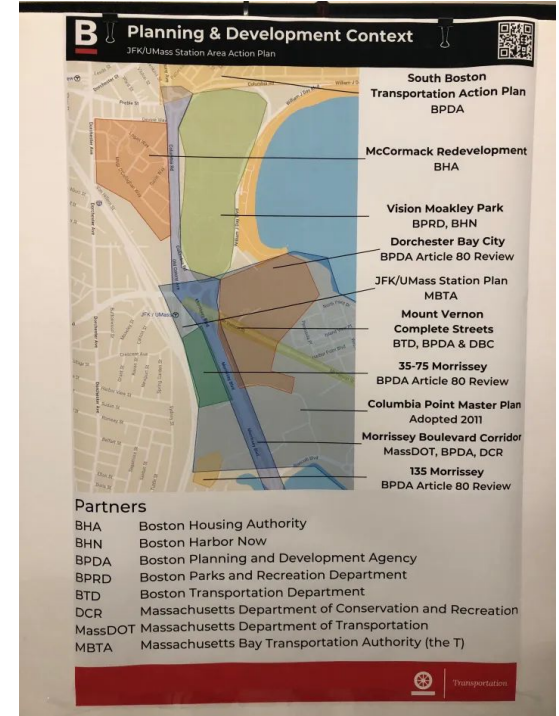 B
Planning & Development Context
JFK/UMass Station Area Action Plan
South Boston
Transportation Action Plan
BPDA
McCormack Redevelopment
BHA
Vision Moakley Park
BPRD, BHN
Dorchester Bay City
BPDA Article 80 Review
JFK/UMass Station Plan
MBTA
Mount Vernon
Complete Streets
BTD, BPDA & DBC
35-75 Morrissey
BPDA Article 80 Review
Columbia Point Master Plan
Adopted 2011
Morrissey Boulevard Corridor
MassDOT, BPDA, DCR
135 Morrissey
BPDA Article 80 Review
Dorchester Ave
JFK / UMass
Partners
BHA Boston Housing Authority
BHN Boston Harbor Now
BPDA Boston Planning and Development Agency
BPRD Boston Parks and Recreation Department
BTD Boston Transportation Department
DCR Massachusetts Department of Conservation and Recreation
MassDOT Massachusetts Department of Transportation
MBTA Massachusetts Bay Transportation Authority (the T)
Transportation